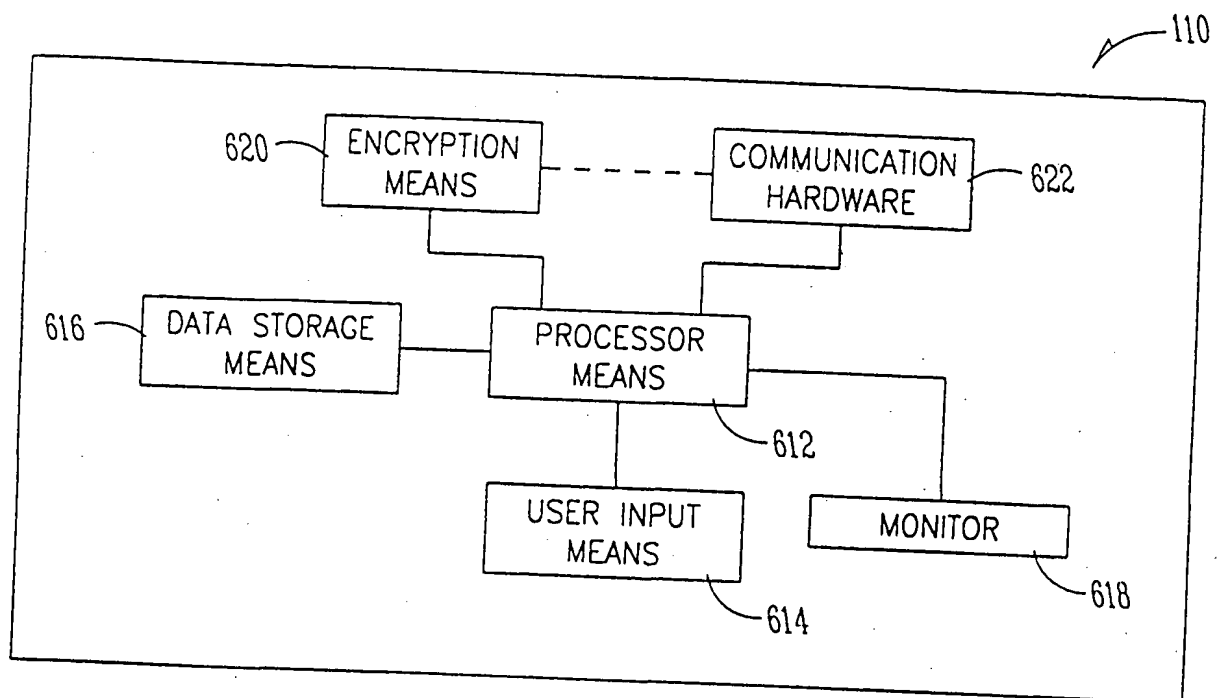 110
620
ENCRYPTION
MEANS
COMMUNICATION
HARDWARE
622
616
DATA STORAGE
MEANS
PROCESSOR
MEANS
612
USER INPUT
MEANS
614
MONITOR
618